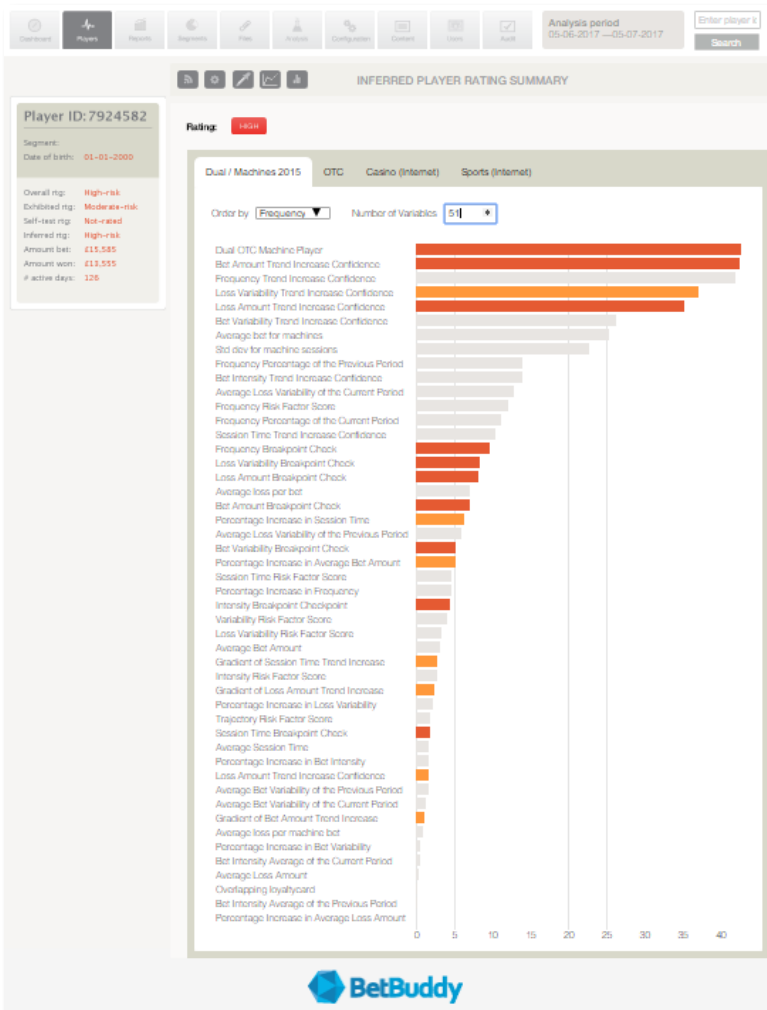 Dashboard Players Reports Segments Files Analysis Configuration Content Users Audit
Analysis period
05-06-2017 —05-07-2017
Enter player i
Search
INFERRED PLAYER RATING SUMMARY
Player ID: 7924582
Segment:
Date of birth: 01-01-2000
Overall rtg: High-risk
Exhibited rtg: Moderate-risk
Self-test rtg: Not-rated
Inferred rtg: High-risk
Amount bet: £15,585
Amount won: £13,555
# active days: 126
Rating: HIGH
Dual / Machines 2015 OTC Casino (Internet) Sports (Internet)
Order by Frequency Number of Variables 51
Dual OTC Machine Player
Bet Amount Trend Increase Confidence
Frequency Trend Increase Confidence
Loss Variability Trend Increase Confidence
Loss Amount Trend Increase Confidence
Bet Variability Trend Increase Confidence
Average bet for machines
Std dev for machine sessions
Frequency Percentage of the Previous Period
Bet Intensity Trend Increase Confidence
Average Loss Variability of the Current Period
Frequency Risk Factor Score
Frequency Percentage of the Current Period
Session Time Trend Increase Confidence
Frequency Breakpoint Check
Loss Variability Breakpoint Check
Loss Amount Breakpoint Check
Average loss per bet
Bet Amount Breakpoint Check
Percentage Increase in Session Time
Average Loss Variability of the Previous Period
Bet Variability Breakpoint Check
Percentage Increase in Average Bet Amount
Session Time Risk Factor Score
Percentage Increase in Frequency
Intensity Breakpoint Checkpoint
Variability Risk Factor Score
Loss Variability Risk Factor Score
Average Bet Amount
Gradient of Session Time Trend Increase
Intensity Risk Factor Score
Gradient of Loss Amount Trend Increase
Percentage Increase in Loss Variability
Trajectory Risk Factor Score
Session Time Breakpoint Check
Average Session Time
Percentage Increase in Bet Intensity
Loss Amount Trend Increase Confidence
Average Bet Variability of the Previous Period
Average Bet Variability of the Current Period
Gradient of Bet Amount Trend Increase
Average loss per machine bet
Percentage Increase in Bet Variability
Bet Intensity Average of the Current Period
Average Loss Amount
Overlapping loyaltycard
Bet Intensity Average of the Previous Period
Percentage Increase in Average Loss Amount
0 5 10 15 20 25 30 35 40
BetBuddy